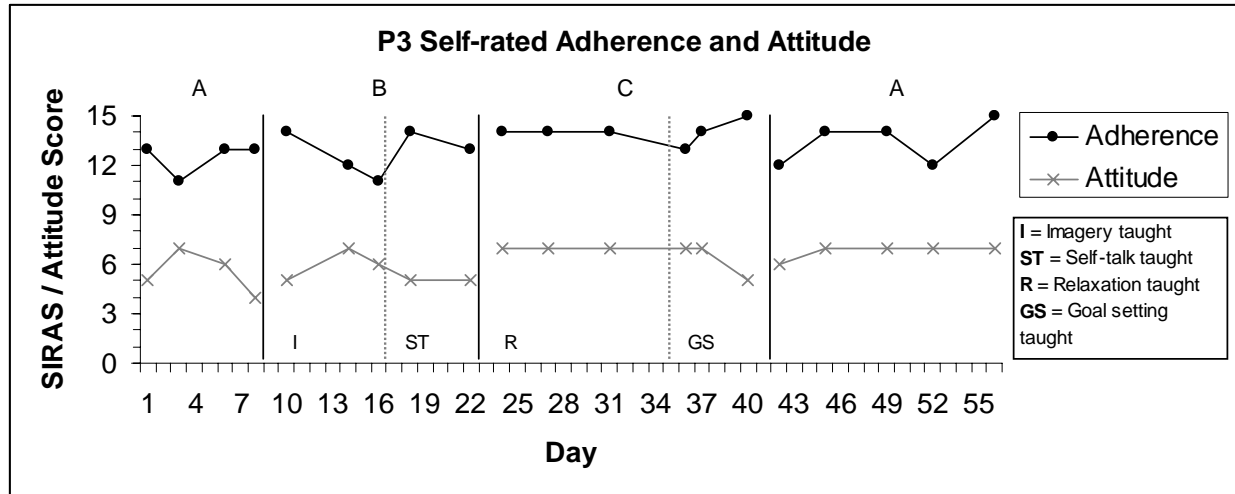 P3 Self-rated Adherence and Attitude
A B C A
SIRAS / Attitude Score
15
12
9
6
3
0
I ST R GS
1 4 7 10 13 16 19 22 25 28 31 34 37 40 43 46 49 52 55
Day
Adherence
Attitude
I = Imagery taught
ST = Self-talk taught
R = Relaxation taught
GS = Goal setting
taught